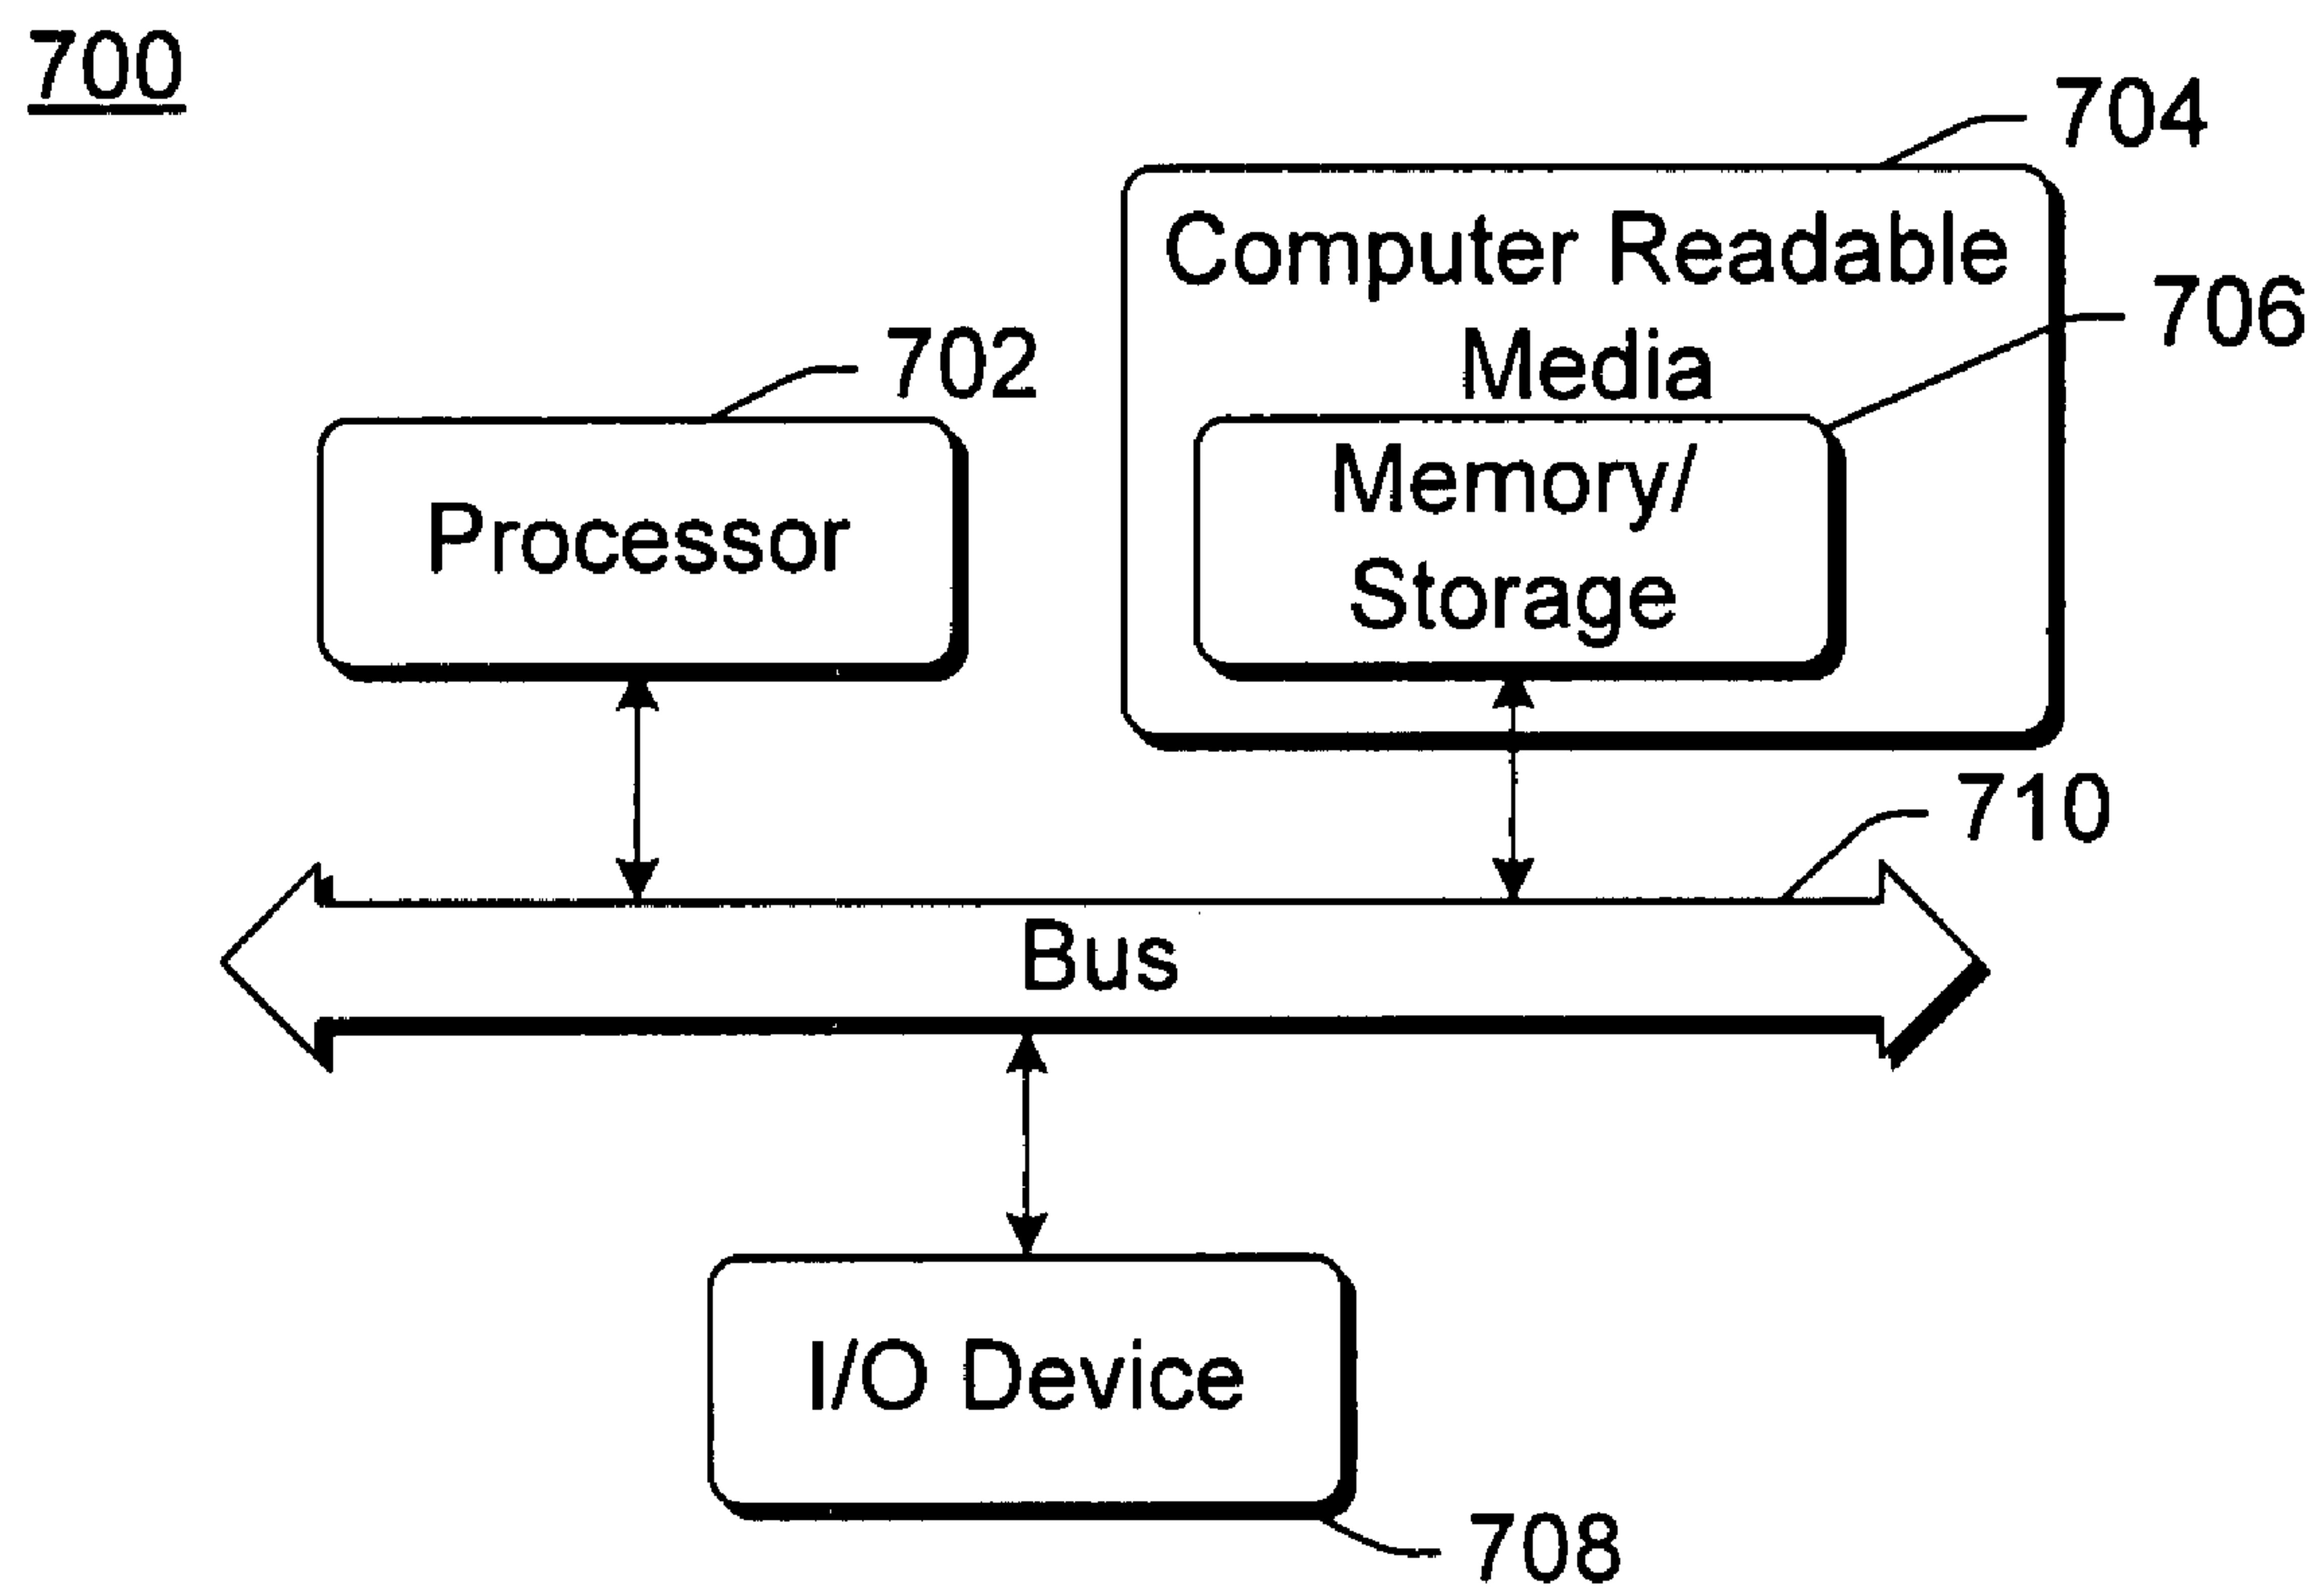 700
704
Computer Readable
Media
706
702
Processor
Memory/
Storage
710
Bus
I/O Device
708